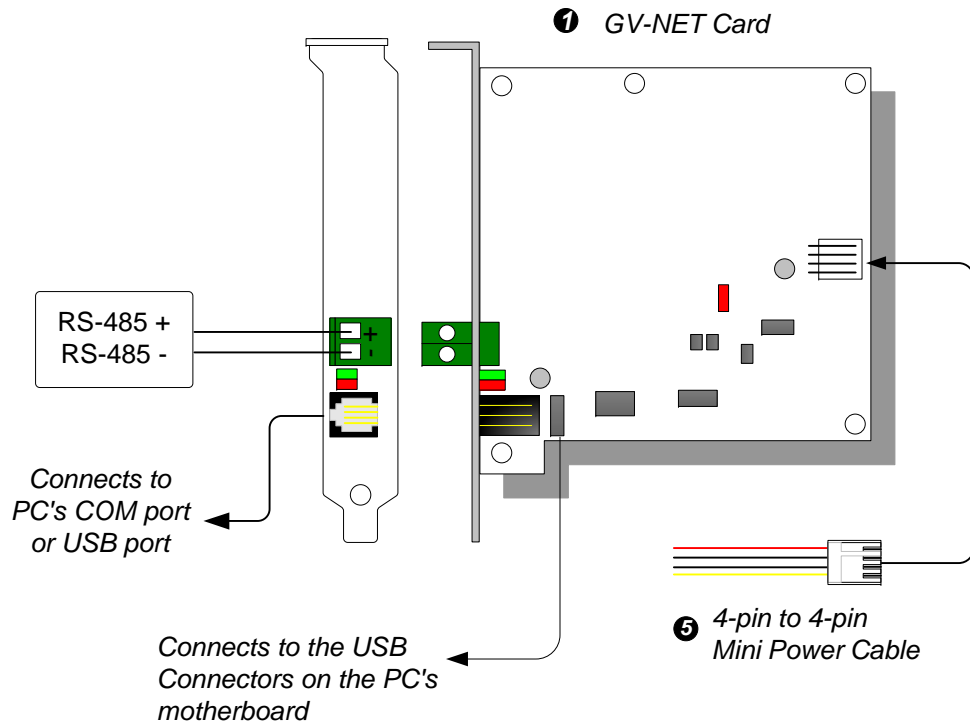 ❶ GV-NET Card
RS-485 +
RS-485 -
+
-
Connects to
PC's COM port
or USB port
❺ 4-pin to 4-pin
Mini Power Cable
Connects to the USB
Connectors on the PC's
motherboard